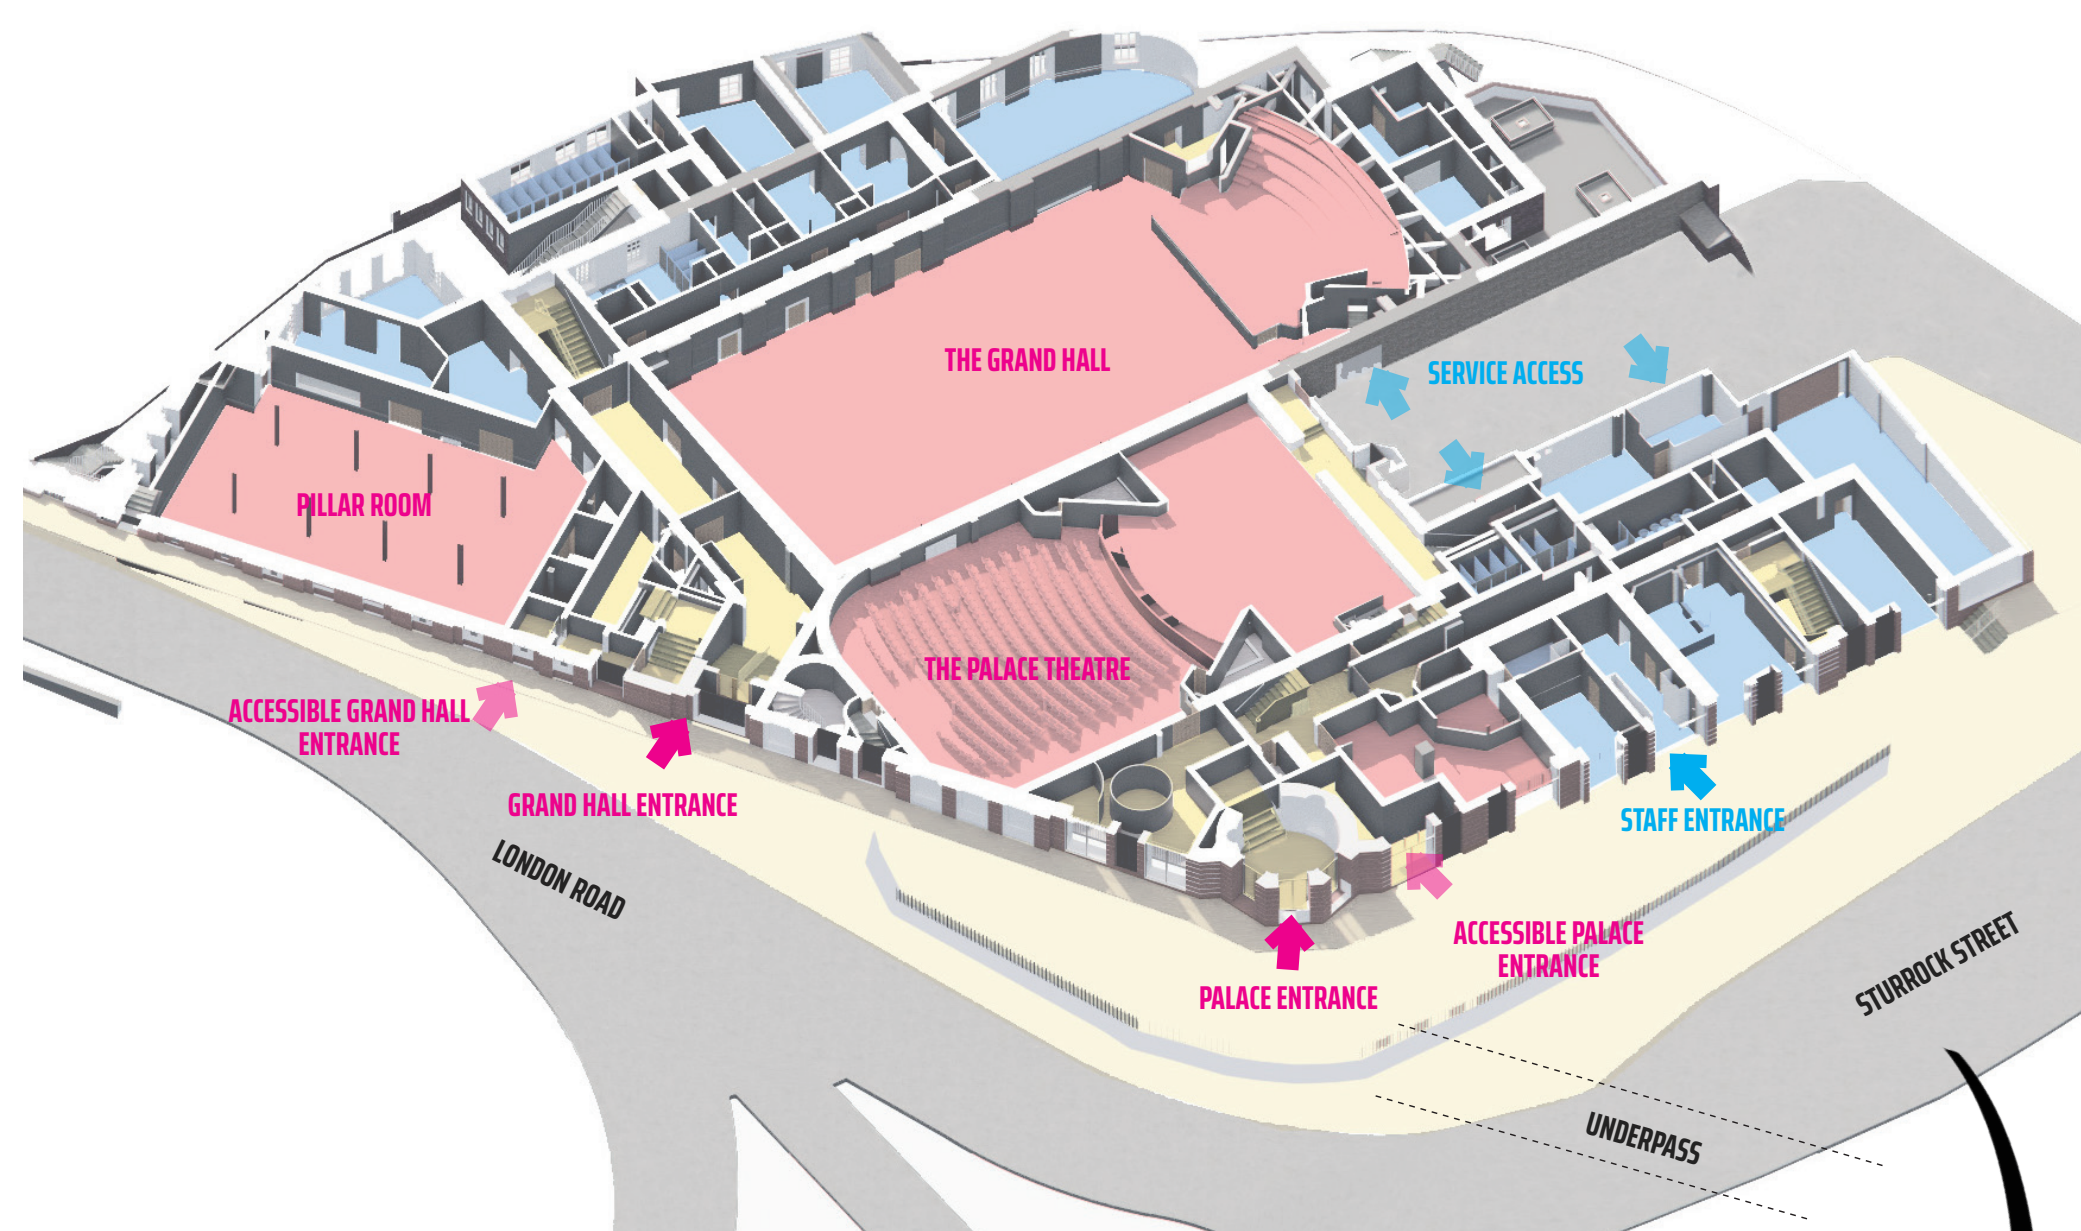 THE GRAND HALL
SERVICE ACCESS
PILLAR ROOM
THE PALACE THEATRE
ACCESSIBLE GRAND HALL
ENTRANCE
GRAND HALL ENTRANCE
STAFF ENTRANCE
LONDON ROAD
ACCESSIBLE PALACE
ENTRANCE
PALACE ENTRANCE
STURROCK STREET
UNDERPASS